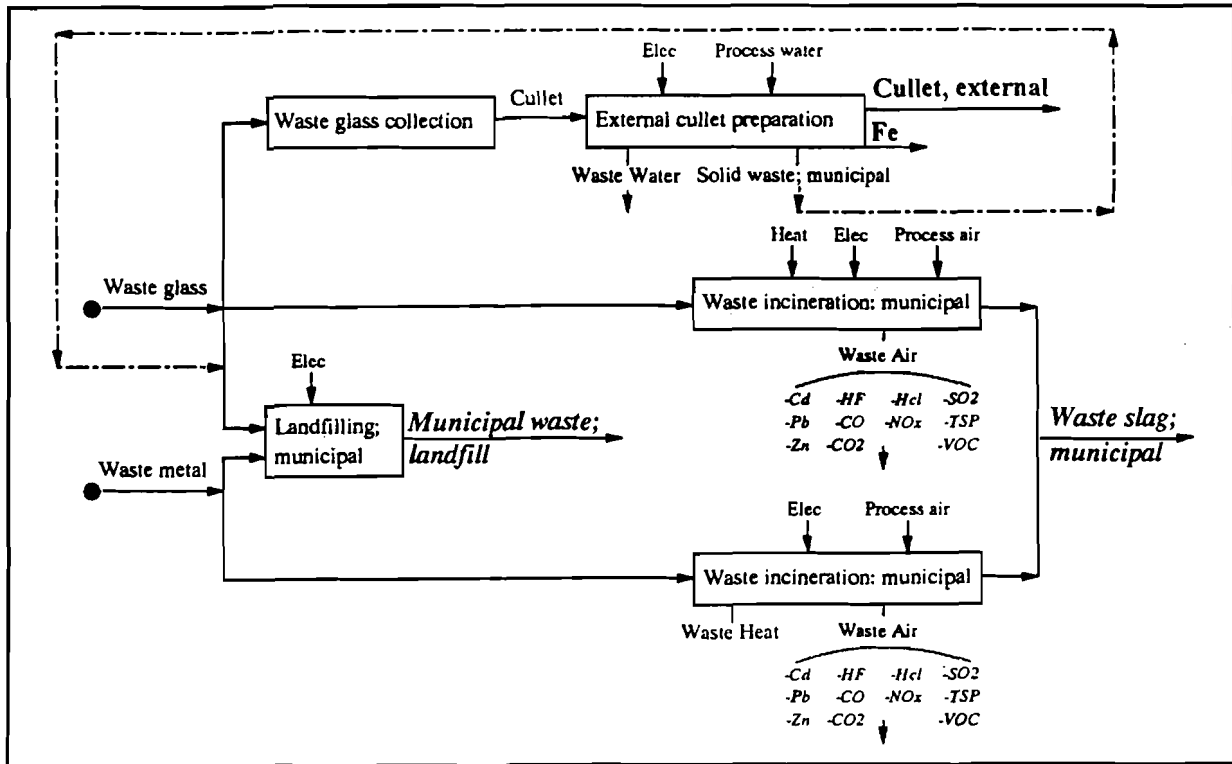 Elec
Process water
Cullet
Cullet, external
Waste glass collection
External cullet preparation
Fe
Waste Water
Solid waste; municipal
Heat
Elec
Process air
Waste glass
Waste incineration: municipal
Elec
Waste Air
-Cd -HF -Hcl -SO2
-Pb -CO -NOx -TSP
-Zn -CO2 -VOC
Landfilling;
municipal
Municipal waste;
landfill
Waste slag;
municipal
Waste metal
Elec
Process air
Waste incineration: municipal
Waste Heat
Waste Air
-Cd -HF -Hcl -SO2
-Pb -CO -NOx -TSP
-Zn -CO2 -VOC